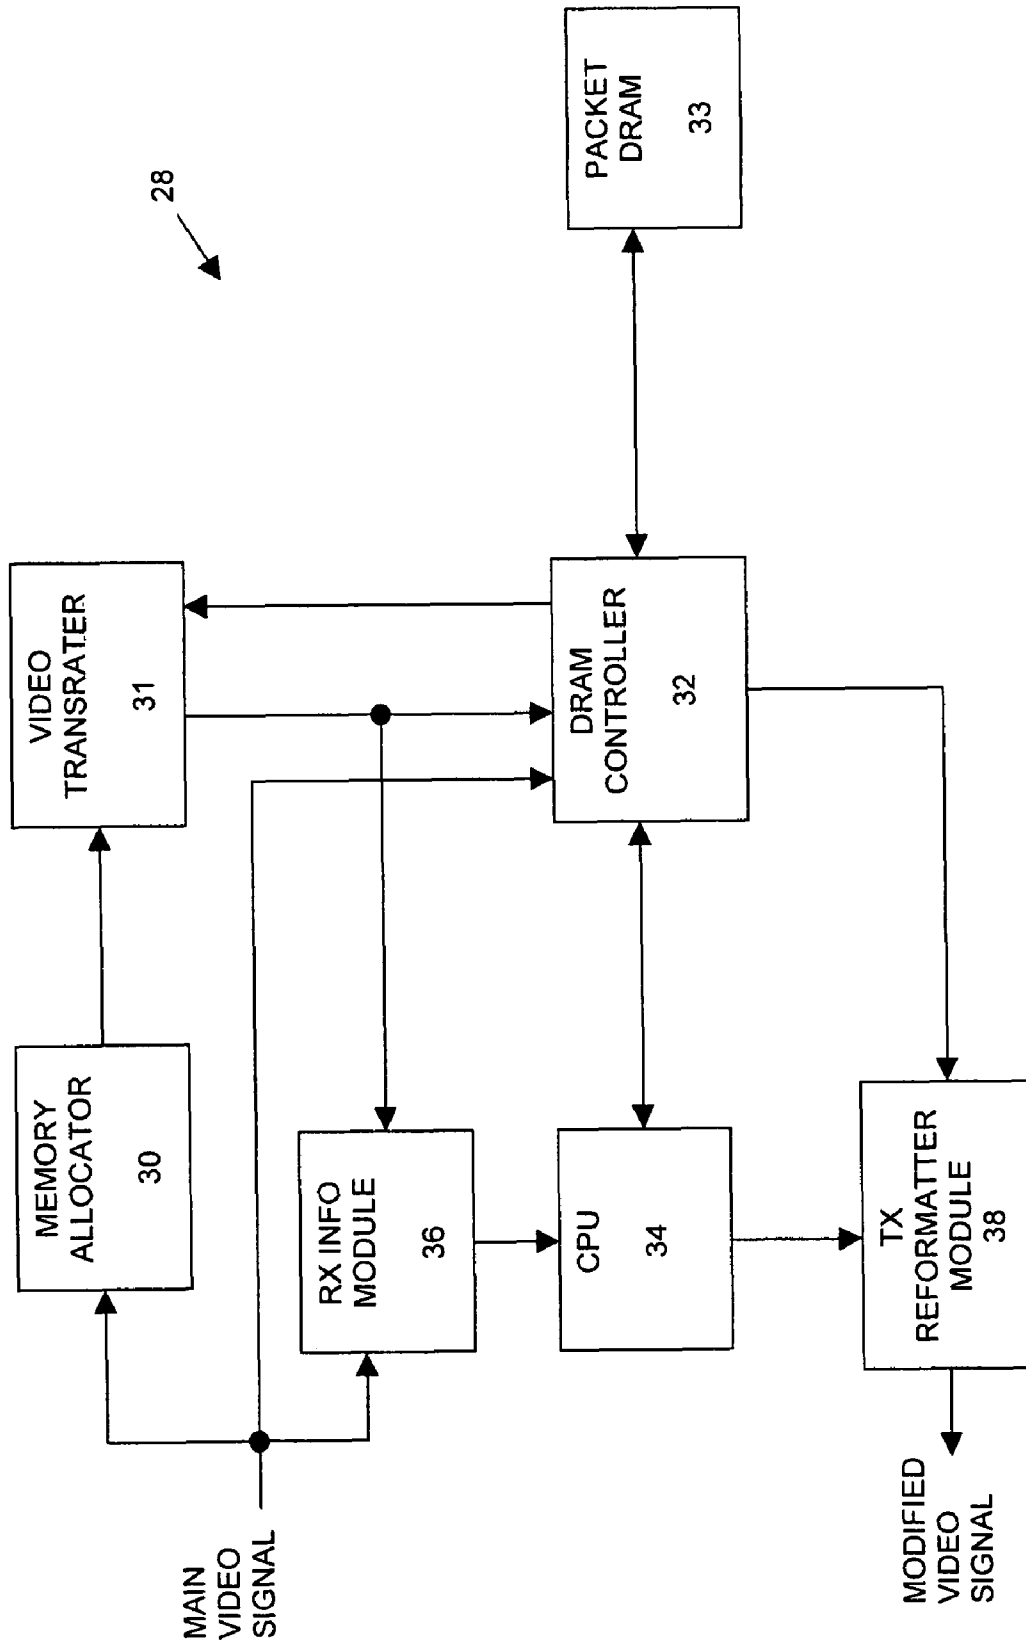 28
MEMORY
ALLOCATOR
30
VIDEO
TRANSRATER
31
MAIN
VIDEO
SIGNAL
RX INFO
MODULE
36
CPU
34
DRAM
CONTROLLER
32
PACKET
DRAM
33
TX
REFORMATTER
MODULE
38
MODIFIED
VIDEO
SIGNAL